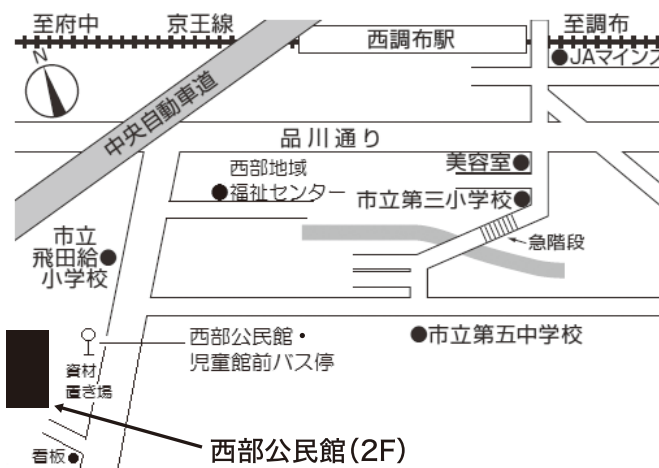 至府中
京王線
西調布駅
至調布
N
JAマインズ
中央自動車道
品川通り
美容室
西部地域
福祉センター
市立第三小学校
市立
飛田給
小学校
急階段
西部公民館・
児童館前バス停
市立第五中学校
資材
置き場
西部公民館(2F)
看板